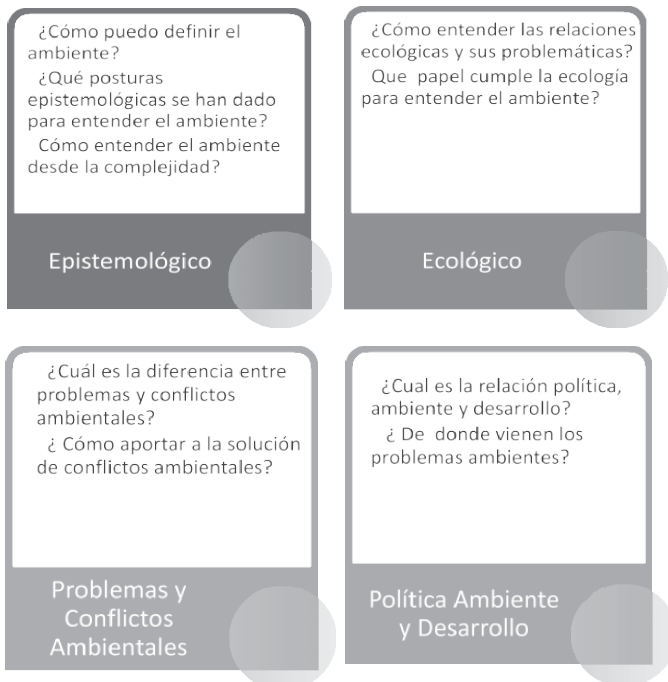 ¿Cómo puedo definir el
ambiente?
¿Qué posturas
epistemológicas se han dado
para entender el ambiente?
Cómo entender el ambiente
desde la complejidad?
Epistemológico
¿Cómo entender las relaciones
ecológicas y sus problemáticas?
Que papel cumple la ecología
para entender el ambiente?
Ecológico
¿Cuál es la diferencia entre
problemas y conflictos
ambientales?
¿ Cómo aportar a la solución
de conflictos ambientales?
Problemas y
Conflictos
Ambientales
¿Cual es la relación política,
ambiente y desarrollo?
¿ De donde vienen los
problemas ambientes?
Política Ambiente
y Desarrollo